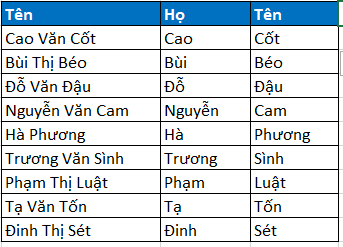 Tên Họ Tên
Cao Văn Cốt Cao Cốt
Bùi Thị Béo Bùi Béo
Đỗ Văn Đậu Đỗ Đậu
Nguyễn Văn Cam Nguyễn Cam
Hà Phương Hà Phương
Trương Văn Sình Trương Sình
Phạm Thị Luật Phạm Luật
Tạ Văn Tốn Tạ Tốn
Đinh Thị Sét Đinh Sét